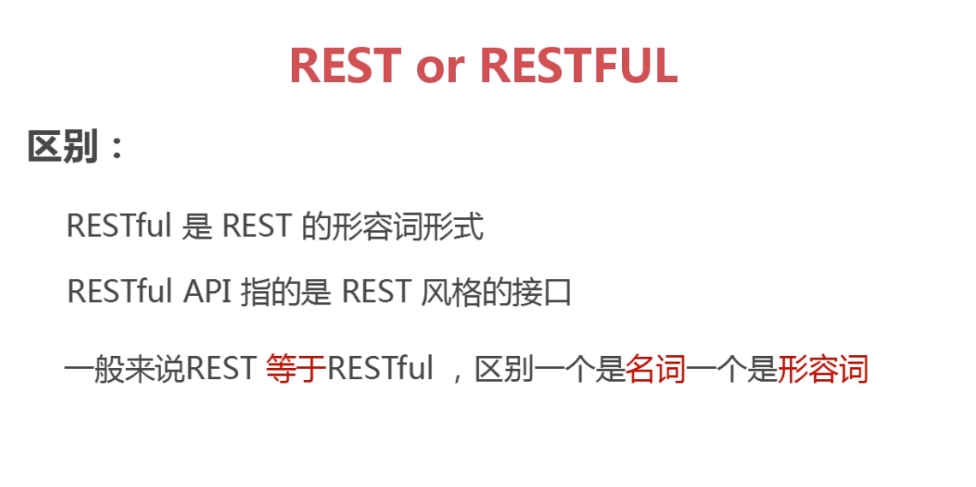 REST or RESTFUL
区别：
RESTful 是 REST 的形容词形式
RESTful API 指的是 REST 风格的接口
一般来说REST 等于RESTful ，区别一个是名词一个是形容词